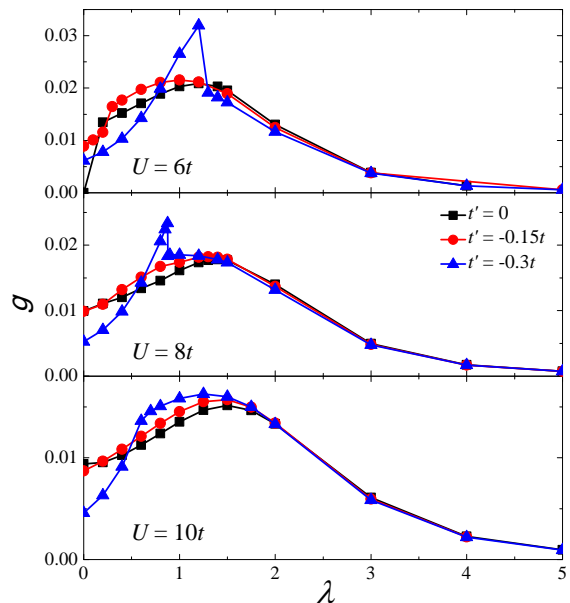 0.03
0.02
0.01
0.00
U = 6t
t' = 0
t' = -0.15t
t' = -0.3t
0.02
0.01
0.00
U = 8t
g
0.01
0.00
U = 10t
0 1 2 3 4 5
λ